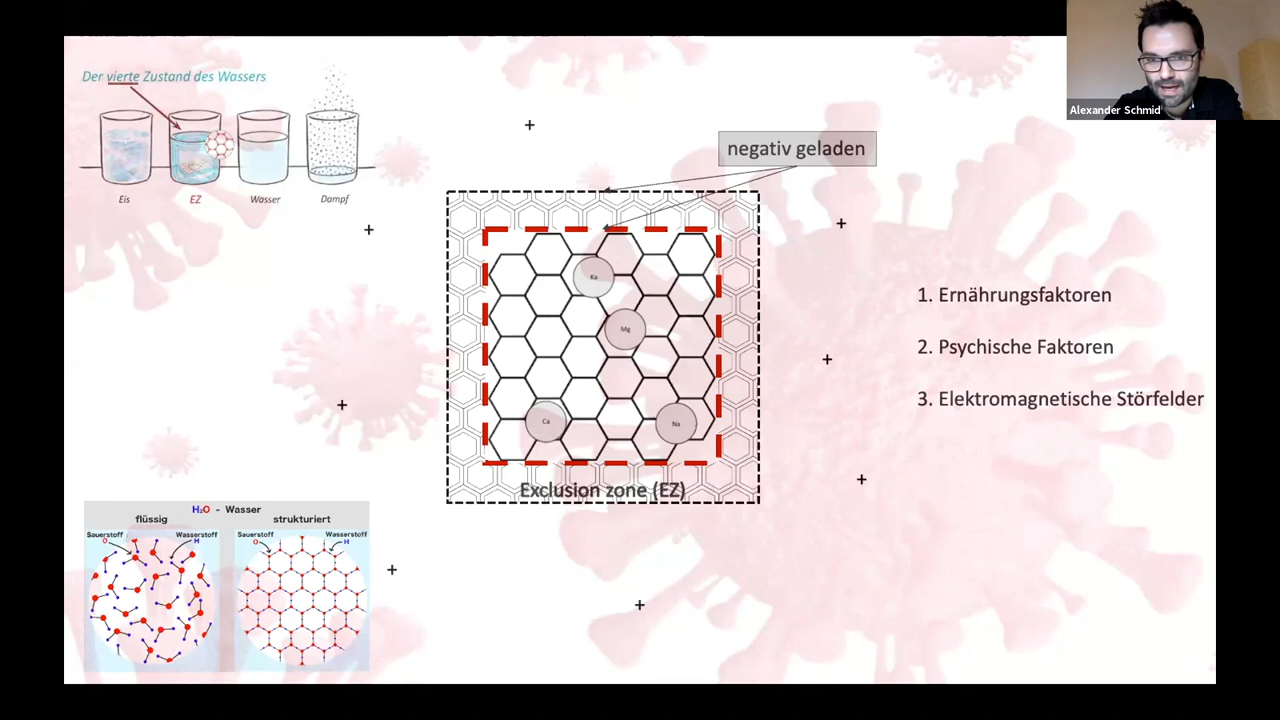 Alexander Schmid
Der vierte Zustand des Wassers
Eis
EZ
Wasser
Dampf
negativ geladen
Ka
Mg
Ca
Na
Exclusion zone (EZ)
1. Ernährungsfaktoren
2. Psychische Faktoren
3. Elektromagnetische Störfelder
H₂O - Wasser
flüssig
strukturiert
Sauerstoff
O
Wasserstoff
H
Sauerstoff
O
Wasserstoff
H